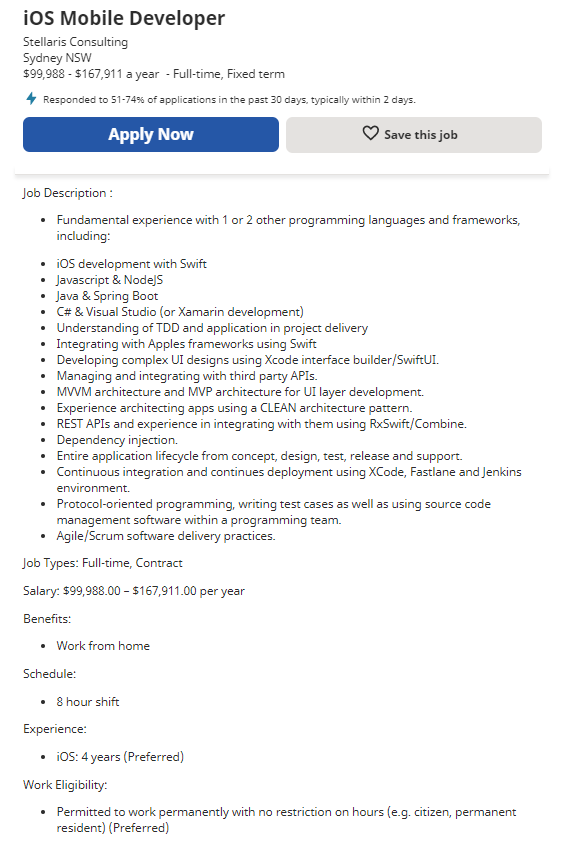 iOS Mobile Developer
Stellaris Consulting
Sydney NSW
$99,988 - $167,911 a year - Full-time, Fixed term
Responded to 51-74% of applications in the past 30 days, typically within 2 days.
Apply Now
Save this job
Job Description :
• Fundamental experience with 1 or 2 other programming languages and frameworks,
including:
• iOS development with Swift
• Javascript & NodeJS
• Java & Spring Boot
• C# & Visual Studio (or Xamarin development)
• Understanding of TDD and application in project delivery
• Integrating with Apples frameworks using Swift
• Developing complex UI designs using Xcode interface builder/SwiftUI.
• Managing and integrating with third party APIs.
• MVVM architecture and MVP architecture for UI layer development.
• Experience architecting apps using a CLEAN architecture pattern.
• REST APIs and experience in integrating with them using RxSwift/Combine.
• Dependency injection.
• Entire application lifecycle from concept, design, test, release and support.
• Continuous integration and continues deployment using XCode, Fastlane and Jenkins
environment.
• Protocol-oriented programming, writing test cases as well as using source code
management software within a programming team.
• Agile/Scrum software delivery practices.
Job Types: Full-time, Contract
Salary: $99,988.00 – $167,911.00 per year
Benefits:
• Work from home
Schedule:
• 8 hour shift
Experience:
• iOS: 4 years (Preferred)
Work Eligibility:
• Permitted to work permanently with no restriction on hours (e.g. citizen, permanent
resident) (Preferred)